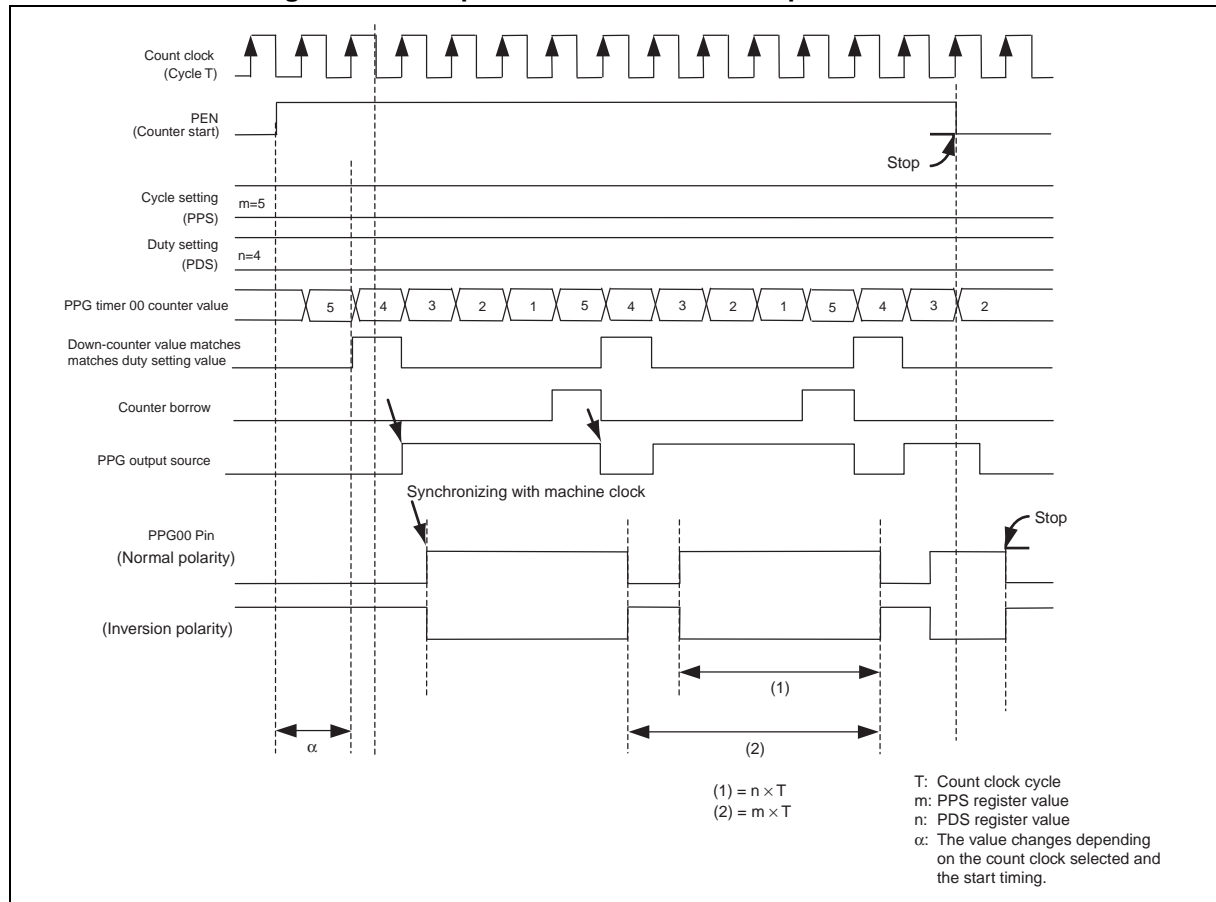 Count clock
(Cycle T)
PEN
(Counter start)
Stop
Cycle setting
(PPS)
m=5
Duty setting
(PDS)
n=4
PPG timer 00 counter value
5 4 3 2 1 5 4 3 2 1 5 4 3 2
Down-counter value matches
matches duty setting value
Counter borrow
PPG output source
Synchronizing with machine clock
PPG00 Pin
(Normal polarity)
Stop
(Inversion polarity)
(1)
α
(2)
(1) = n × T
(2) = m × T
T: Count clock cycle
m: PPS register value
n: PDS register value
α: The value changes depending
on the count clock selected and
the start timing.